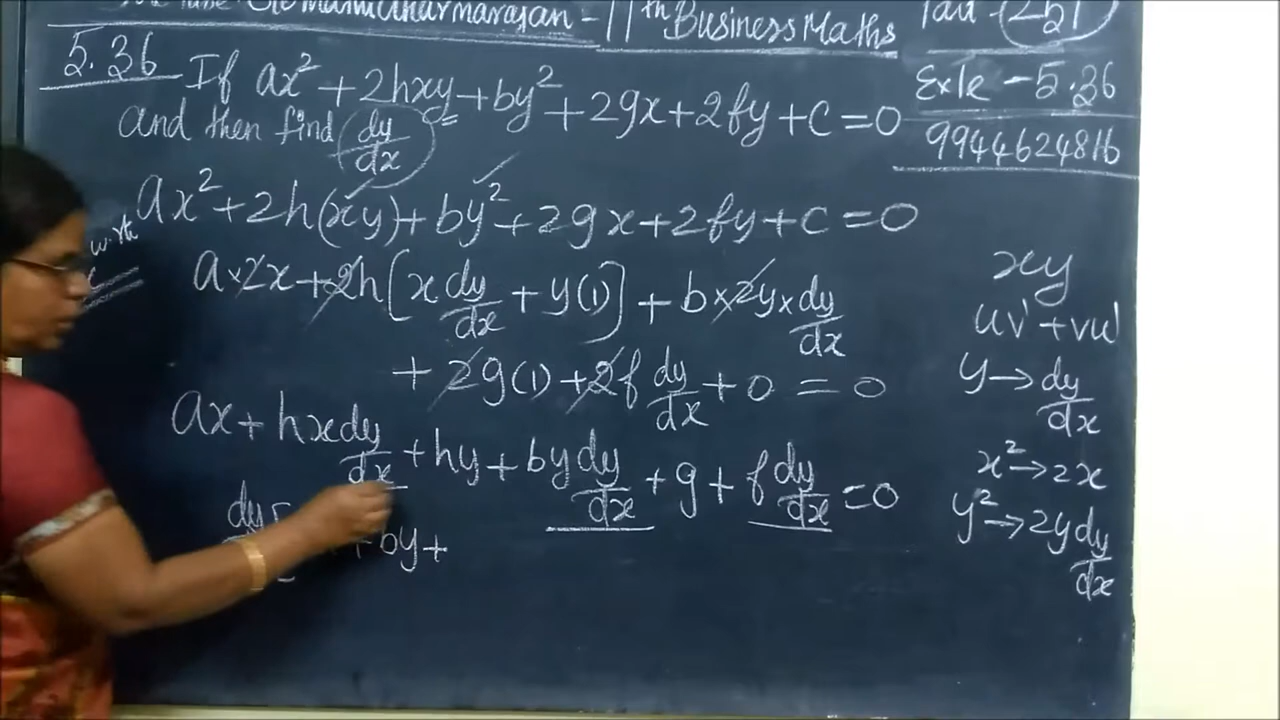 11th Business Maths
5.36 If ax² + 2hxy + by² + 2gx + 2fy + c = 0
and then find dy/dx
Ex/e - 5.36
9944624816
ax² + 2h(xy) + by² + 2gx + 2fy + c = 0
w.r.t
a×2x + 2h[x dy/dx + y(1)] + b×2y× dy/dx
+ 2g(1) + 2f dy/dx + 0 = 0
ax + hx dy/dx + hy + by dy/dx + g + f dy/dx = 0
dy [ + by +
xy
uv' + vu'
y → dy/dx
x² → 2x
y² → 2y dy/dx